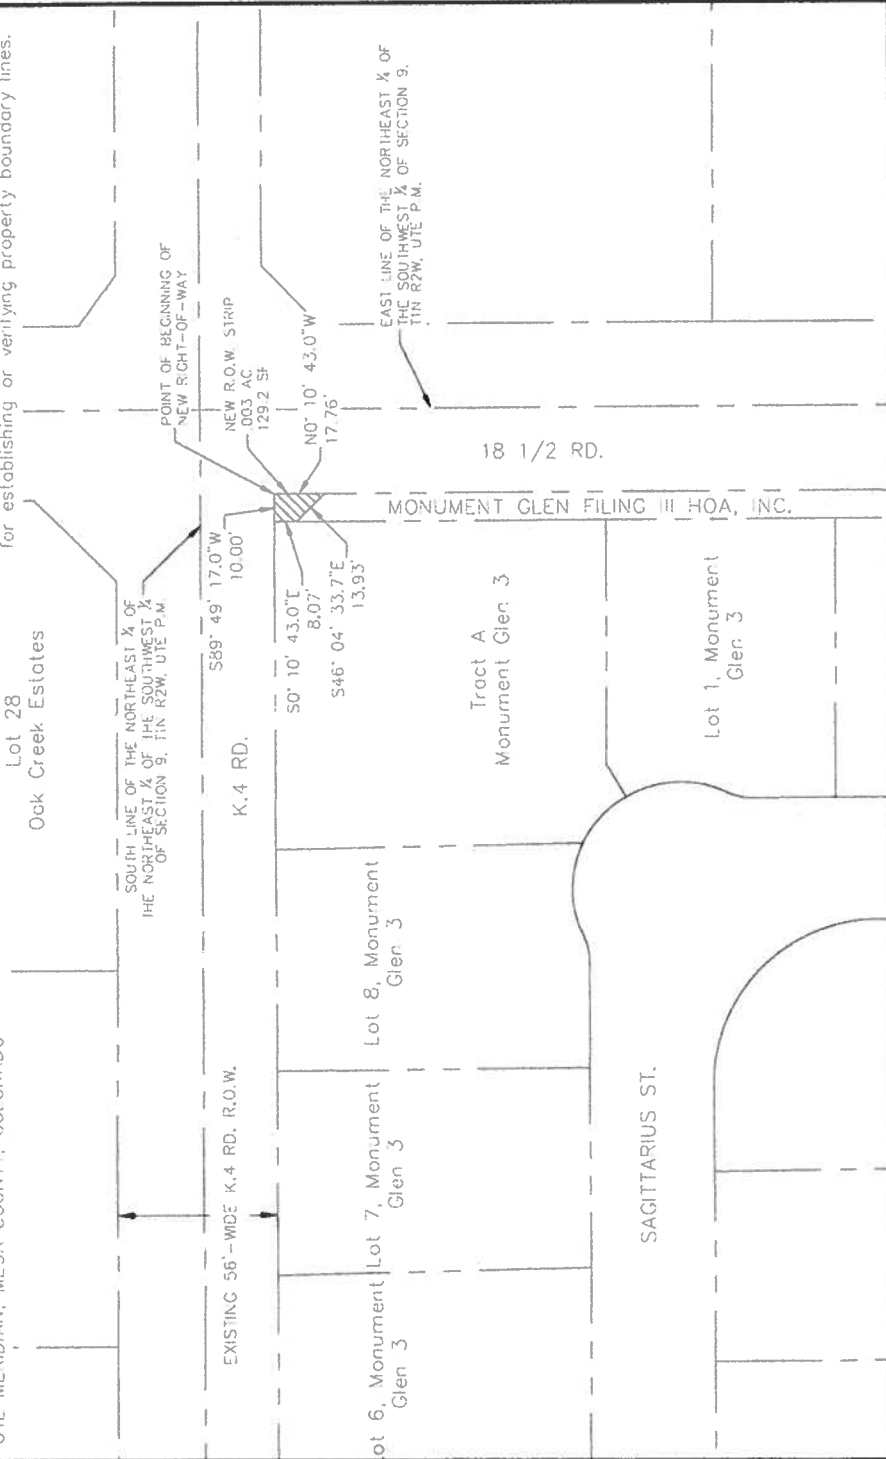 for establishing or verifying property boundary lines.
Lot 28
Ock Creek Estates
SOUTH LINE OF THE NORTHEAST ¼ OF
THE NORTHEAST ¼ OF THE SOUTHWEST ¼
OF SECTION 9, T1N R2W, UTE P.M.
POINT OF BEGINNING OF
NEW RIGHT-OF-WAY
NEW R.O.W. STRIP
.003 AC
129.2 SF
N0° 10' 43.0"W
17.76'
EAST LINE OF THE NORTHEAST ¼ OF
THE SOUTHWEST ¼ OF SECTION 9,
T1N R2W, UTE P.M.
S89° 49' 17.0"W
10.00'
S0° 10' 43.0"E
8.07'
S46° 04' 33.7"E
13.93'
K.4 RD.
18 1/2 RD.
MONUMENT GLEN FILING III HOA, INC.
EXISTING 56'-WIDE K.4 RD. R.O.W.
Tract A
Monument Glen 3
Lot 1, Monument
Glen 3
Lot 8, Monument
Glen 3
Lot 7, Monument
Glen 3
Lot 6, Monument
Glen 3
SAGITTARIUS ST.